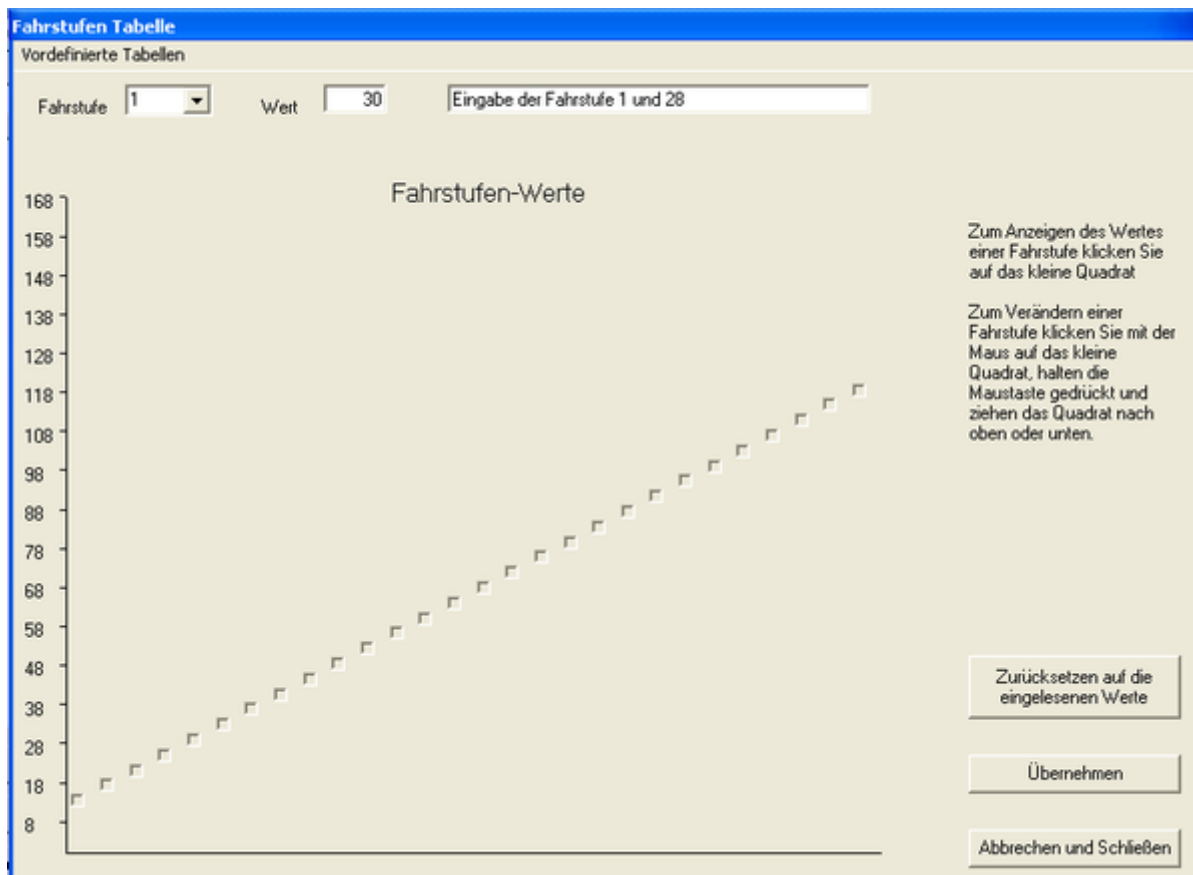 Fahrstufen Tabelle
Vordefinierte Tabellen
Fahrstufe 1 Wert 30 Eingabe der Fahrstufe 1 und 28
Fahrstufen-Werte
168
158
148
138
128
118
108
98
88
78
68
58
48
38
28
18
8
Zum Anzeigen des Wertes
einer Fahrstufe klicken Sie
auf das kleine Quadrat
Zum Verändern einer
Fahrstufe klicken Sie mit der
Maus auf das kleine
Quadrat, halten die
Maustaste gedrückt und
ziehen das Quadrat nach
oben oder unten.
Zurücksetzen auf die
eingelesenen Werte
Übernehmen
Abbrechen und Schließen